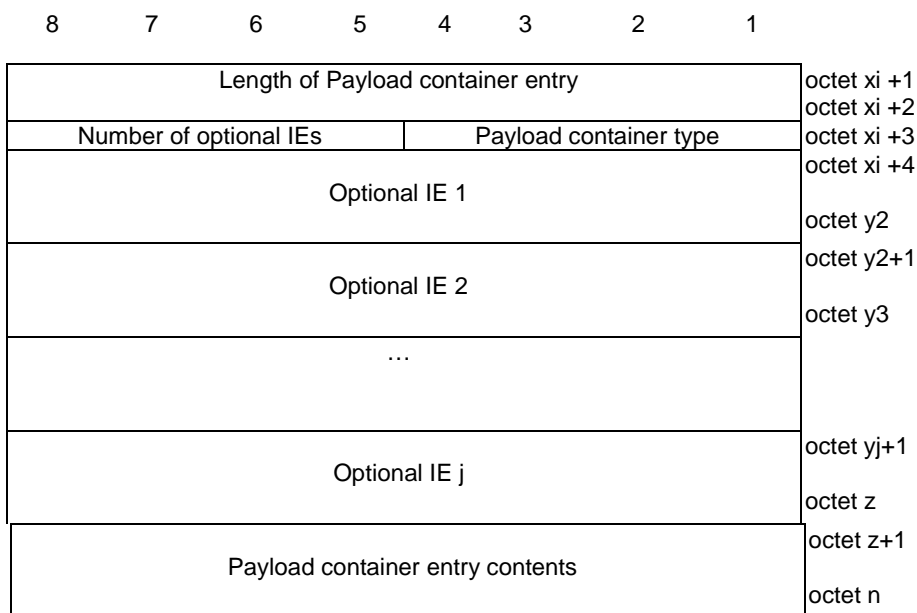 8 7 6 5 4 3 2 1
Length of Payload container entry octet xi +1
octet xi +2
Number of optional IEs Payload container type octet xi +3
octet xi +4
Optional IE 1
octet y2
octet y2+1
Optional IE 2
octet y3
…
octet yj+1
Optional IE j
octet z
octet z+1
Payload container entry contents
octet n